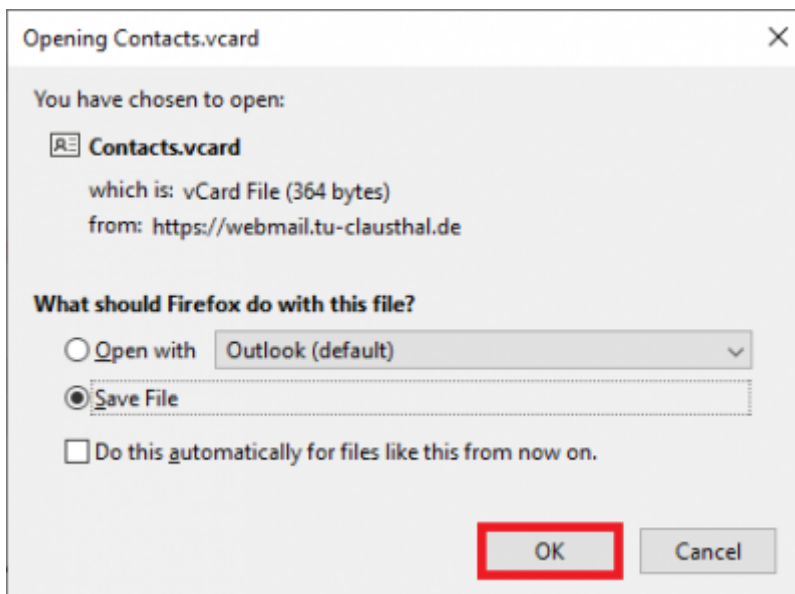 Opening Contacts.vcard
You have chosen to open:
Contacts.vcard
which is: vCard File (364 bytes)
from: https://webmail.tu-clausthal.de
What should Firefox do with this file?
Open with Outlook (default)
Save File
Do this automatically for files like this from now on.
OK Cancel